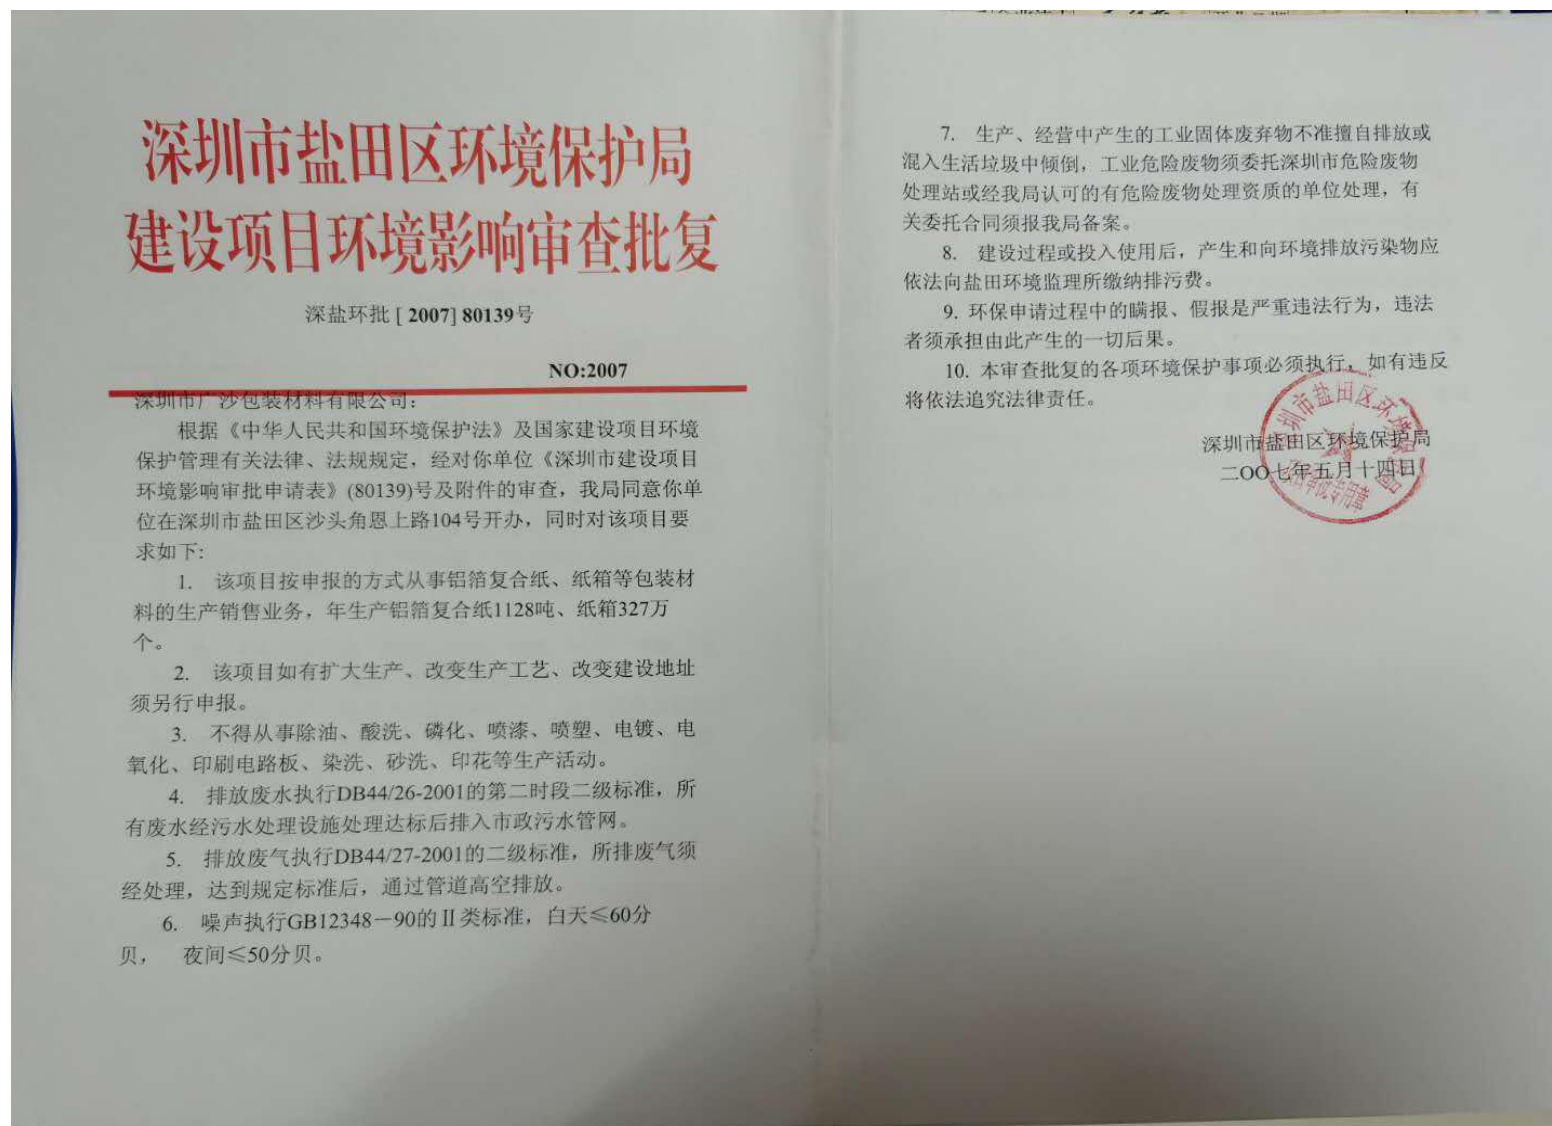 深圳市盐田区环境保护局
建设项目环境影响审查批复
深盐环批 [ 2007] 80139号
NO:2007
深圳市广沙包装材料有限公司:
根据《中华人民共和国环境保护法》及国家建设项目环境
保护管理有关法律、法规规定，经对你单位《深圳市建设项目
环境影响审批申请表》(80139)号及附件的审查，我局同意你单
位在深圳市盐田区沙头角恩上路104号开办，同时对该项目要
求如下:
1. 该项目按申报的方式从事铝箔复合纸、纸箱等包装材
料的生产销售业务，年生产铝箔复合纸1128吨、纸箱327万
个。
2. 该项目如有扩大生产、改变生产工艺、改变建设地址
须另行申报。
3. 不得从事除油、酸洗、磷化、喷漆、喷塑、电镀、电
氧化、印刷电路板、染洗、砂洗、印花等生产活动。
4. 排放废水执行DB44/26-2001的第二时段二级标准，所
有废水经污水处理设施处理达标后排入市政污水管网。
5. 排放废气执行DB44/27-2001的二级标准，所排废气须
经处理，达到规定标准后，通过管道高空排放。
6. 噪声执行GB12348－90的Ⅱ类标准，白天≤60分
贝， 夜间≤50分贝。
7. 生产、经营中产生的工业固体废弃物不准擅自排放或
混入生活垃圾中倾倒，工业危险废物须委托深圳市危险废物
处理站或经我局认可的有危险废物处理资质的单位处理，有
关委托合同须报我局备案。
8. 建设过程或投入使用后，产生和向环境排放污染物应
依法向盐田环境监理所缴纳排污费。
9. 环保申请过程中的瞒报、假报是严重违法行为，违法
者须承担由此产生的一切后果。
10. 本审查批复的各项环境保护事项必须执行，如有违反
将依法追究法律责任。
深圳市盐田区环境保护局
二OO七年五月十四日
深圳市盐田区环境保护局